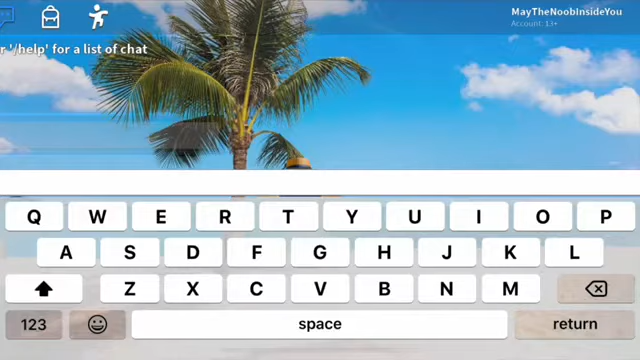 MayTheNoobInsideYou
Account: 13+
r '/help' for a list of chat
Q W E R T Y U I O P
A S D F G H J K L
Z X C V B N M
123 space return